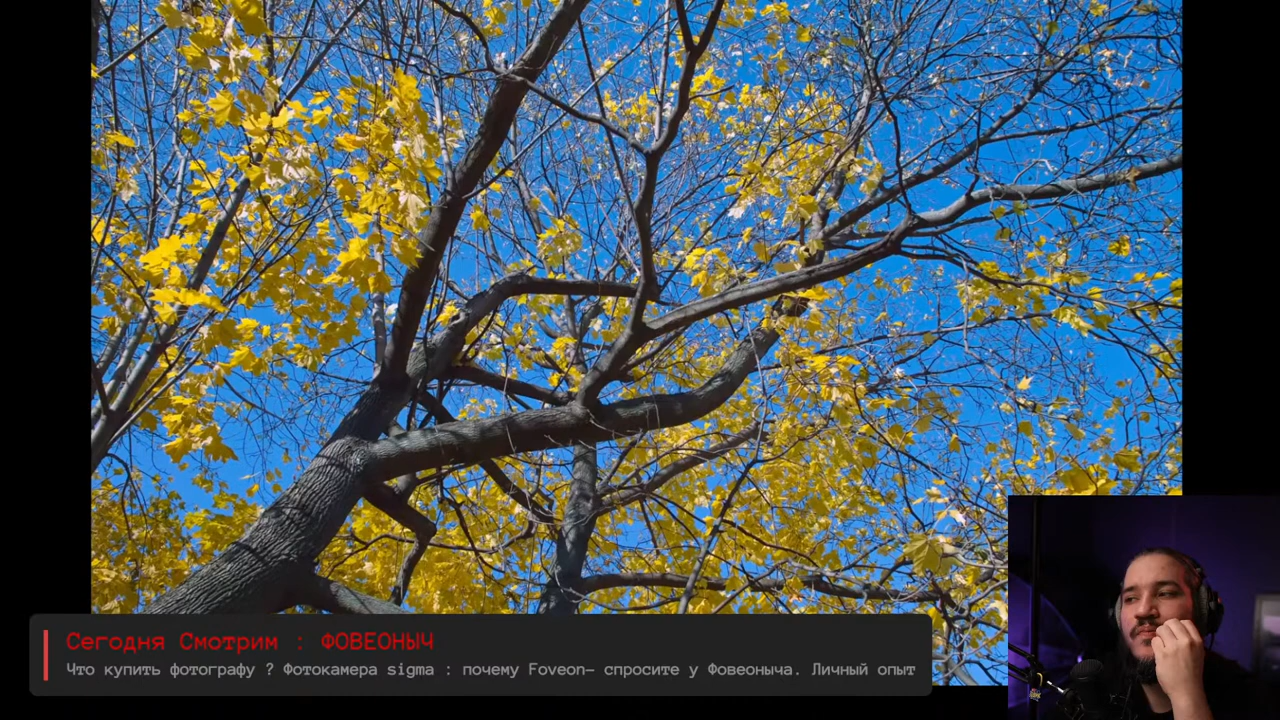 Сегодня Смотрим : ФОВЕОНЫЧ
Что купить фотографу ? Фотокамера sigma : почему Foveon- спросите у Фовеоныча. Личный опыт